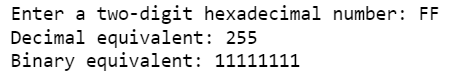 Enter a two-digit hexadecimal number: FF
Decimal equivalent: 255
Binary equivalent: 11111111